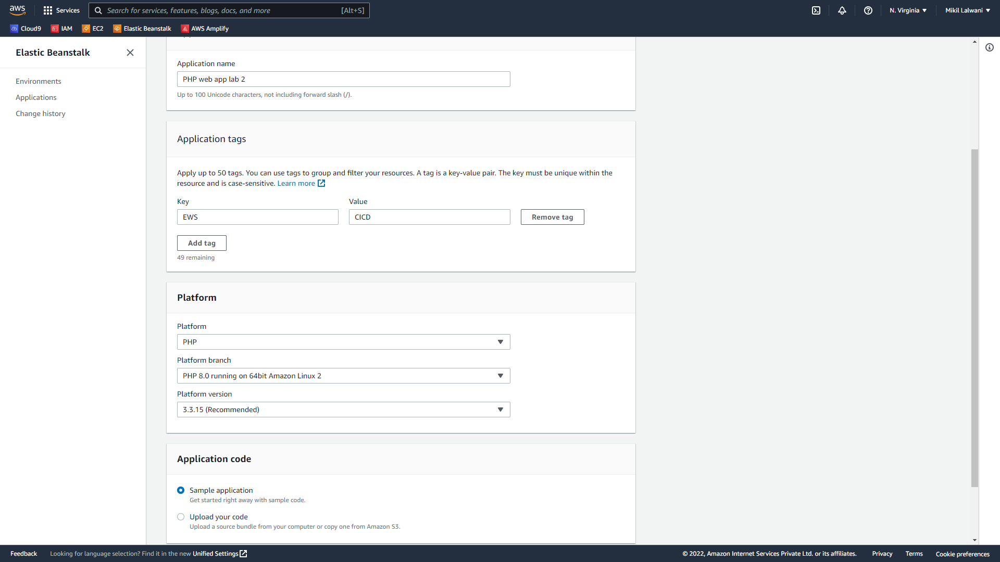 aws
Services
Search for services, features, blogs, docs, and more
[Alt+S]
N. Virginia
Mikil Lalwani
Cloud9
IAM
EC2
Elastic Beanstalk
AWS Amplify
Elastic Beanstalk
Environments
Applications
Change history
Application name
PHP web app lab 2
Up to 100 Unicode characters, not including forward slash (/).
Application tags
Apply up to 50 tags. You can use tags to group and filter your resources. A tag is a key-value pair. The key must be unique within the
resource and is case-sensitive. Learn more
Key
Value
EWS
CICD
Remove tag
Add tag
49 remaining
Platform
Platform
PHP
Platform branch
PHP 8.0 running on 64bit Amazon Linux 2
Platform version
3.3.15 (Recommended)
Application code
Sample application
Get started right away with sample code.
Upload your code
Upload a source bundle from your computer or copy one from Amazon S3.
Feedback
Looking for language selection? Find it in the new Unified Settings
© 2022, Amazon Internet Services Private Ltd. or its affiliates.
Privacy
Terms
Cookie preferences